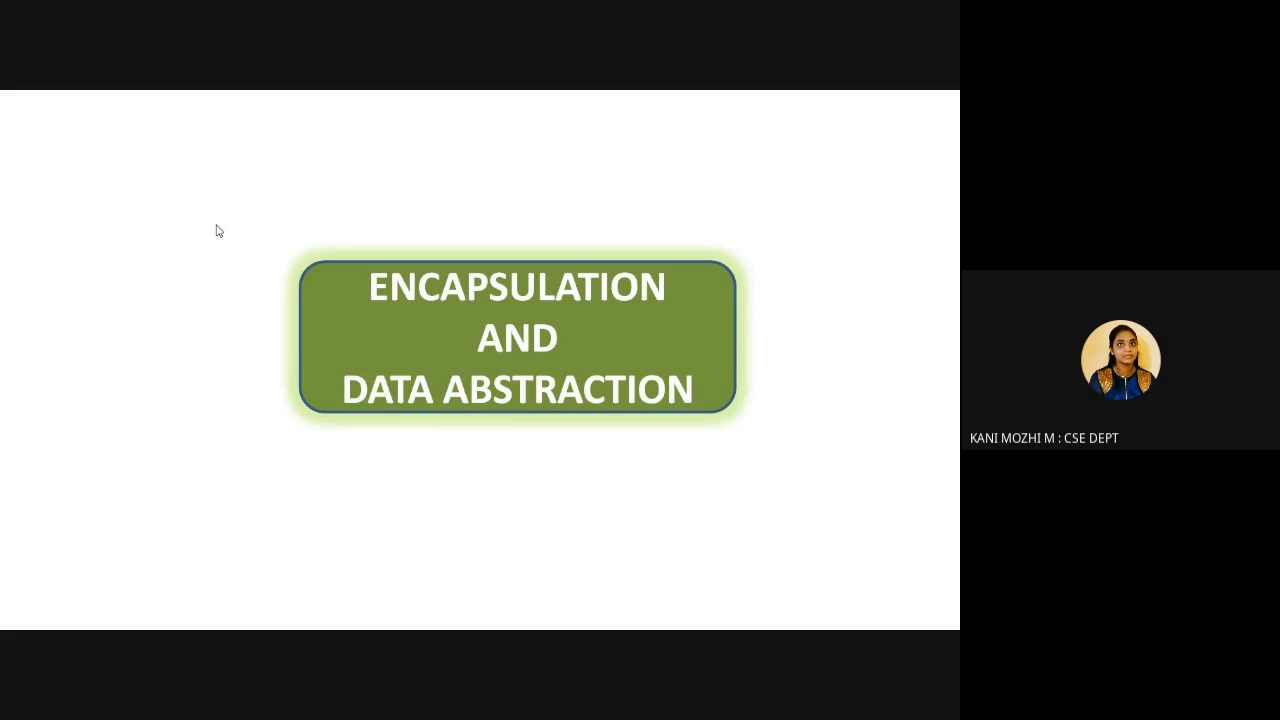 ENCAPSULATION
AND
DATA ABSTRACTION
KANI MOZHI M : CSE DEPT